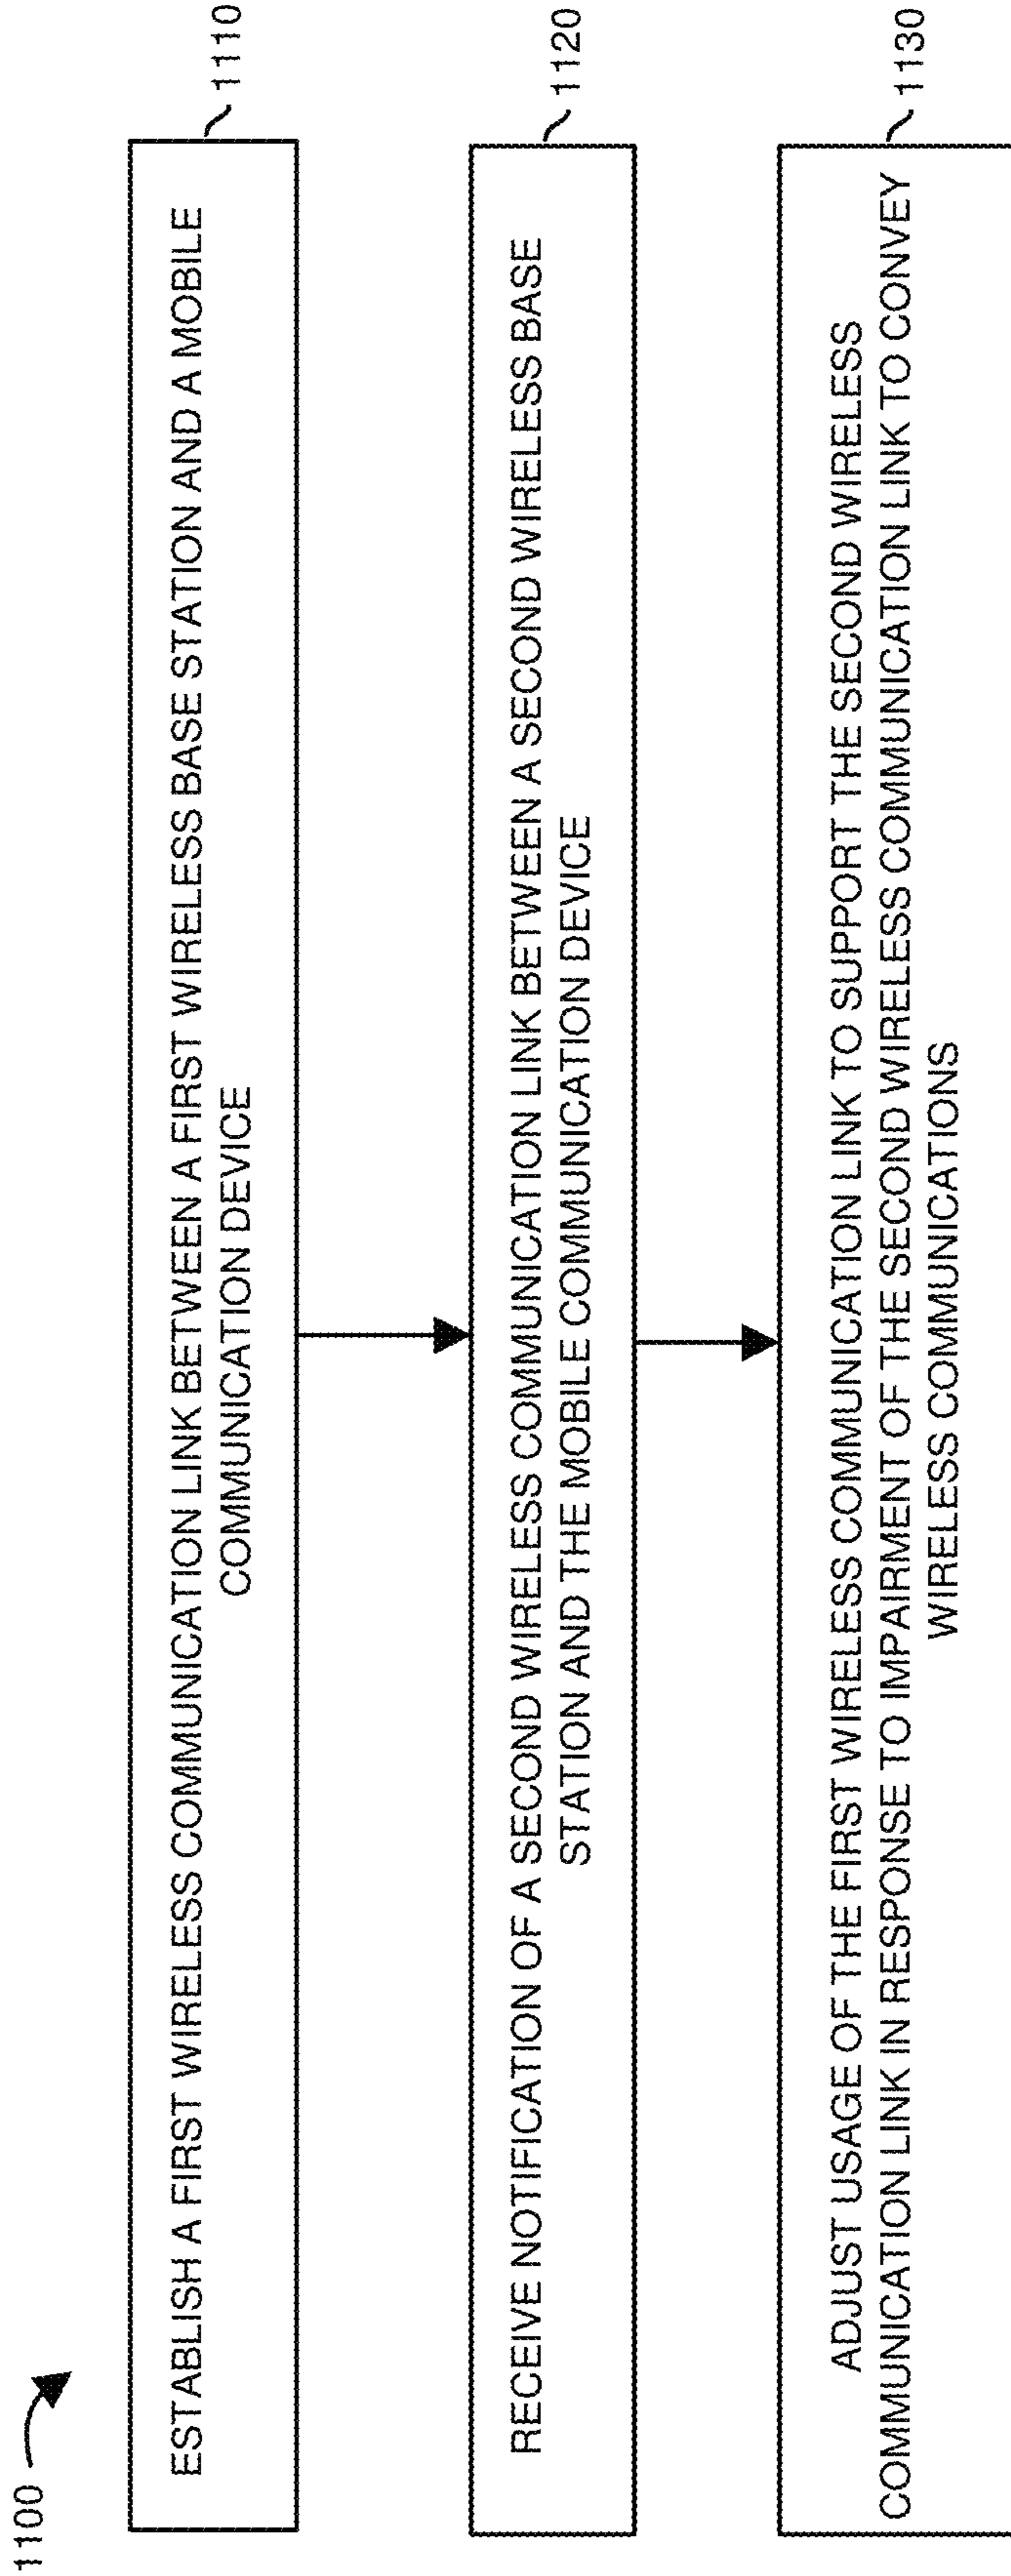 1100
ESTABLISH A FIRST WIRELESS COMMUNICATION LINK BETWEEN A FIRST WIRELESS BASE STATION AND A MOBILE
COMMUNICATION DEVICE
1110
RECEIVE NOTIFICATION OF A SECOND WIRELESS COMMUNICATION LINK BETWEEN A SECOND WIRELESS BASE
STATION AND THE MOBILE COMMUNICATION DEVICE
1120
ADJUST USAGE OF THE FIRST WIRELESS COMMUNICATION LINK TO SUPPORT THE SECOND WIRELESS
COMMUNICATION LINK IN RESPONSE TO IMPAIRMENT OF THE SECOND WIRELESS COMMUNICATION LINK TO CONVEY
WIRELESS COMMUNICATIONS
1130